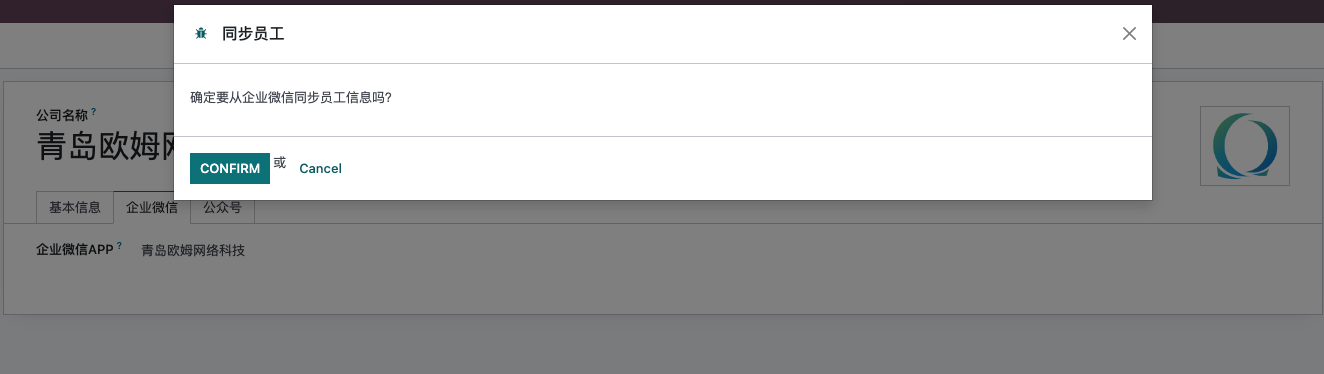 同步员工
确定要从企业微信同步员工信息吗?
CONFIRM 或 Cancel
公司名称 ?
青岛欧姆网
基本信息 企业微信 公众号
企业微信APP ? 青岛欧姆网络科技